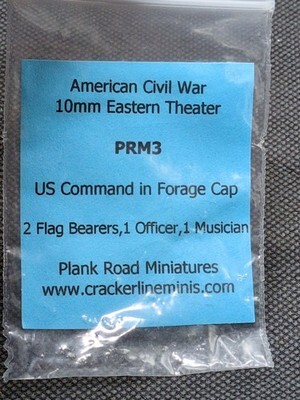 American Civil War
10mm Eastern Theater
PRM3
US Command in Forage Cap
2 Flag Bearers,1 Officer,1 Musician
Plank Road Miniatures
www.crackerlineminis.com